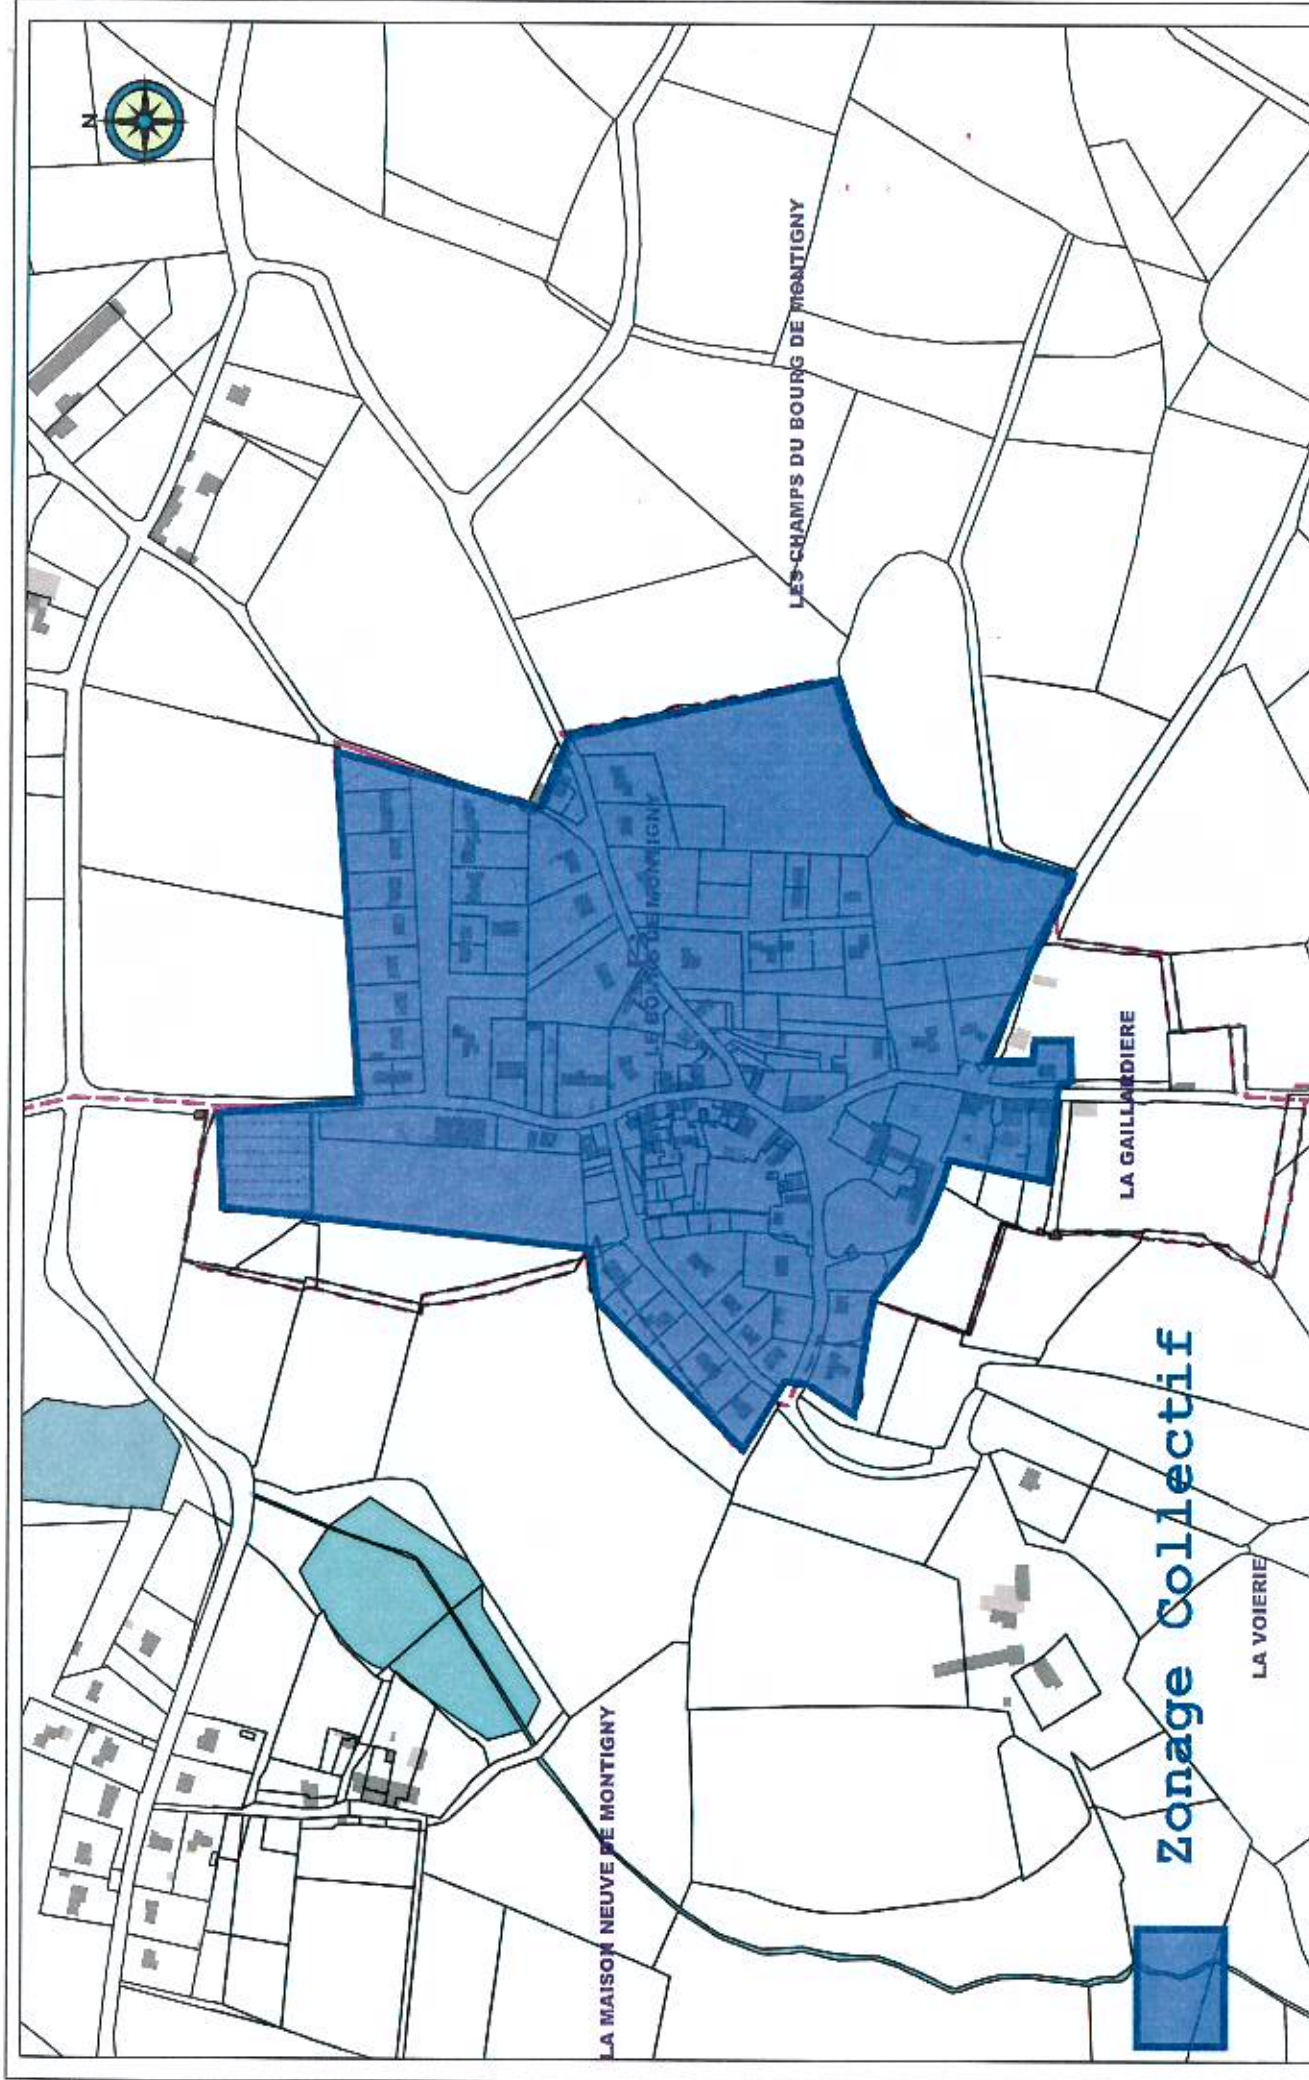 N
LES CHAMPS DU BOURG DE MONTIGNY
LE BOURG DE MONTIGNY
LA GAILLARDIERE
LA MAISON NEUVE DE MONTIGNY
LA VOIERIE
Zonage Collectif